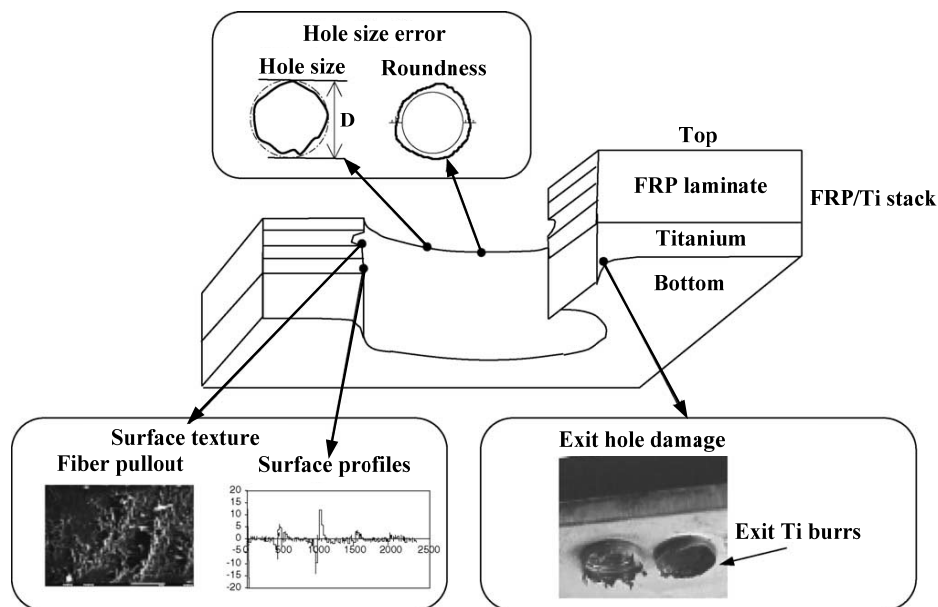 Hole size error
Hole size
Roundness
D
Top
FRP laminate
FRP/Ti stack
Titanium
Bottom
Surface texture
Fiber pullout
Surface profiles
20
15
10
5
0
-5
-10
-15
-20
0 500 1000 1500 2000 2500
Exit hole damage
Exit Ti burrs